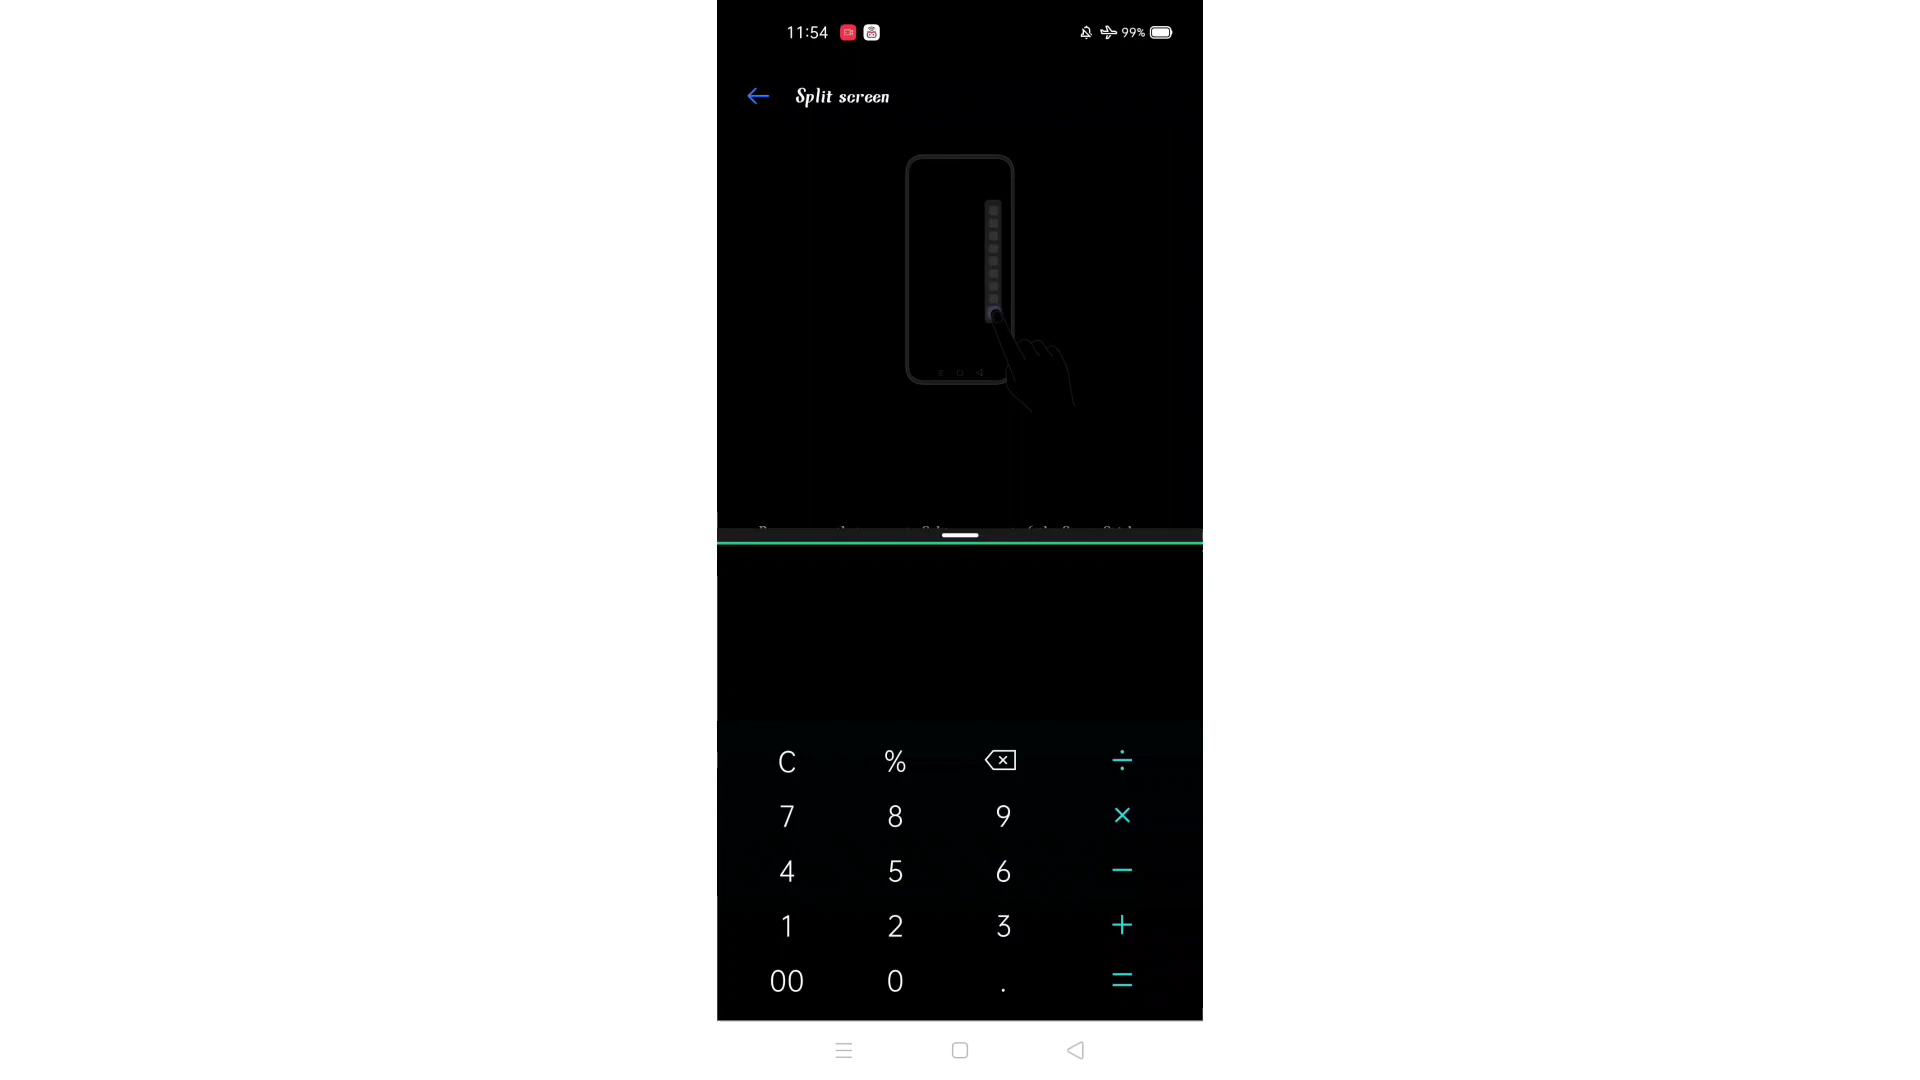 11:54
99%
Split screen
C % ÷
7 8 9 ×
4 5 6 −
1 2 3 +
00 0 . =